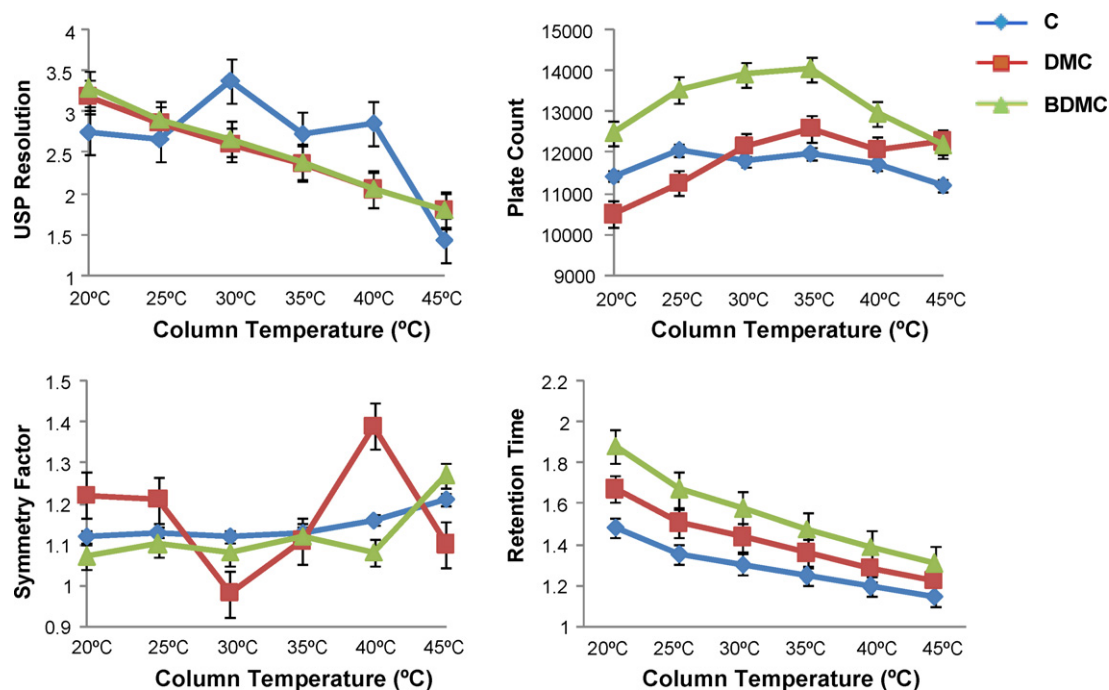 C
DMC
BDMC
USP Resolution
4
3.5
3
2.5
2
1.5
1
20ºC 25ºC 30ºC 35ºC 40ºC 45ºC
Column Temperature (ºC)
Plate Count
15000
14000
13000
12000
11000
10000
9000
20ºC 25ºC 30ºC 35ºC 40ºC 45ºC
Column Temperature (ºC)
Symmetry Factor
1.5
1.4
1.3
1.2
1.1
1
0.9
20ºC 25ºC 30ºC 35ºC 40ºC 45ºC
Column Temperature (ºC)
Retention Time
2.2
2
1.8
1.6
1.4
1.2
1
20ºC 25ºC 30ºC 35ºC 40ºC 45ºC
Column Temperature (ºC)